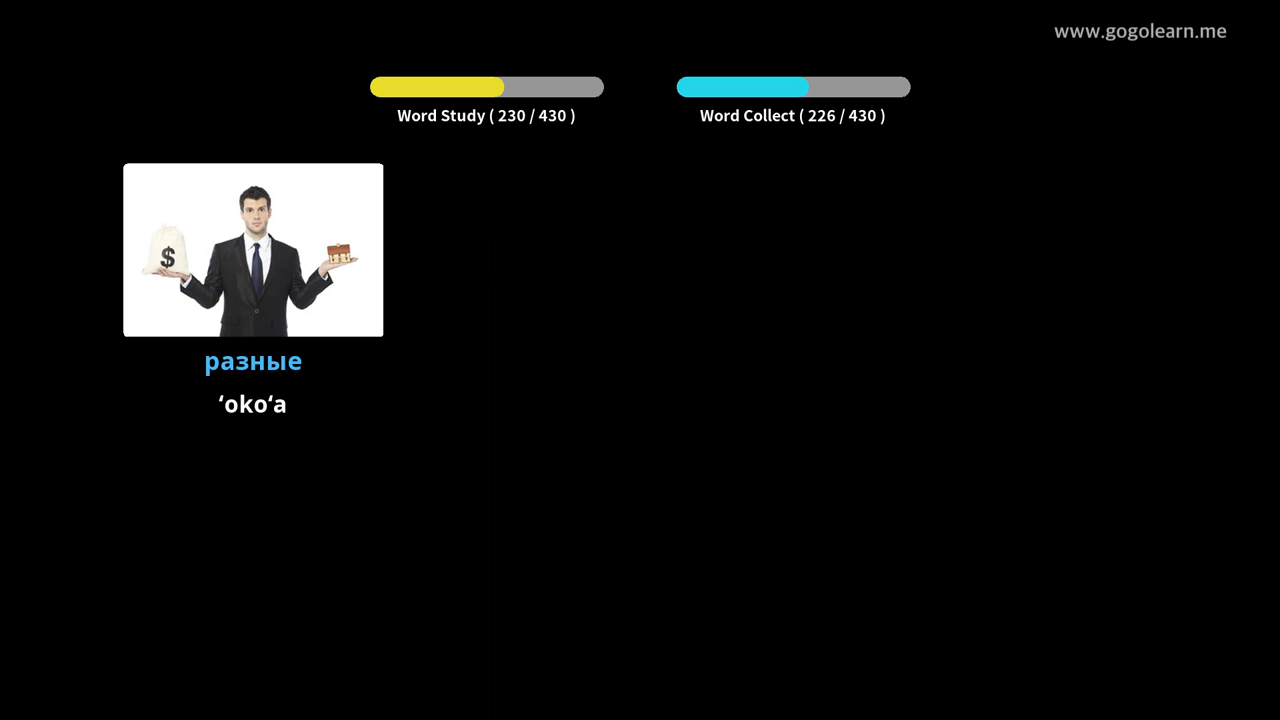 www.gogolearn.me
Word Study ( 230 / 430 )
Word Collect ( 226 / 430 )
$
разные
ʻokoʻa